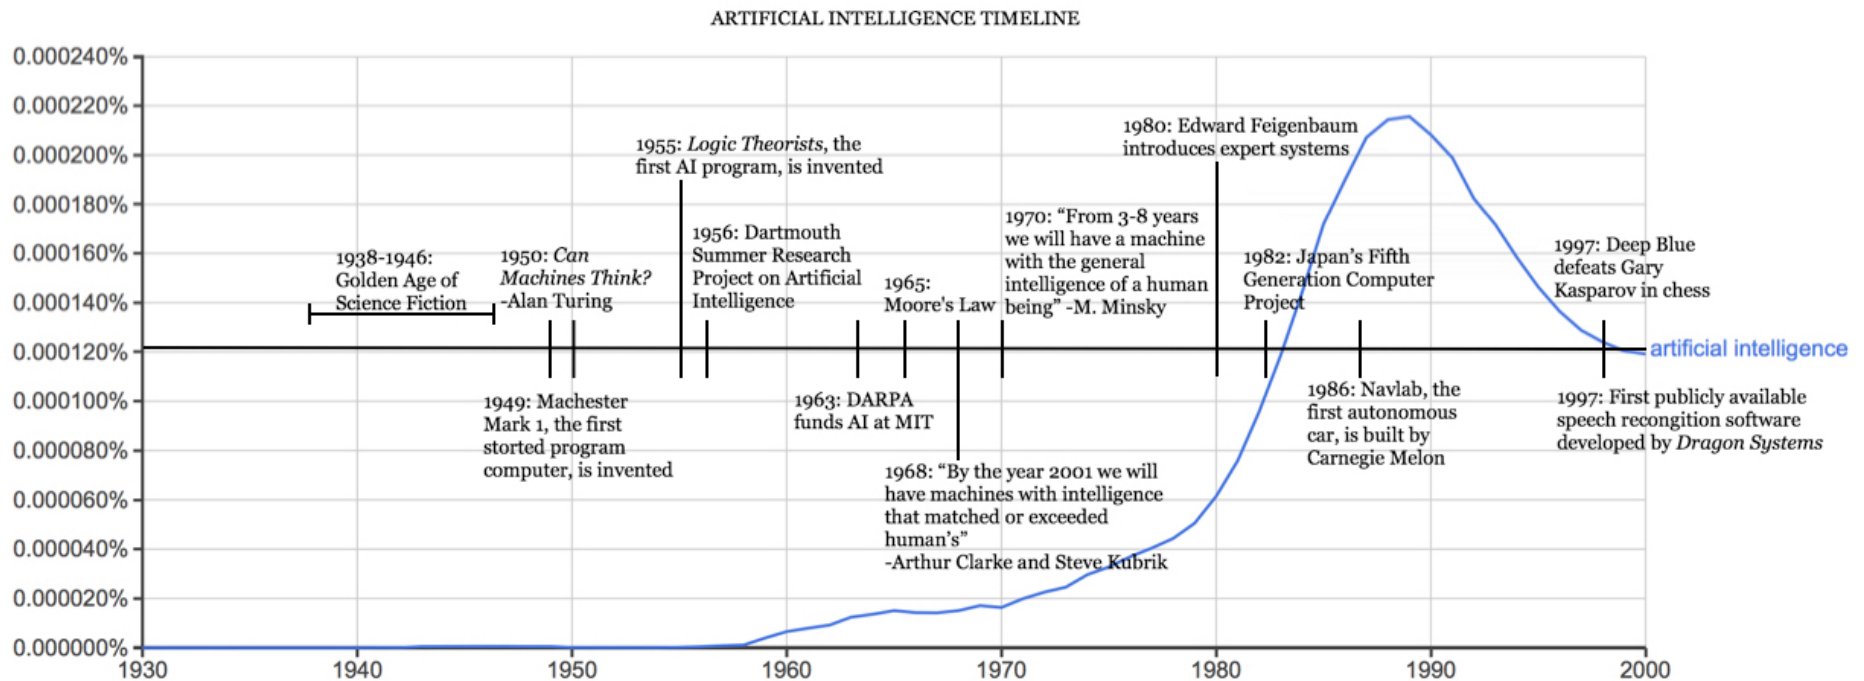 ARTIFICIAL INTELLIGENCE TIMELINE
0.000240%
0.000220%
0.000200%
0.000180%
0.000160%
0.000140%
0.000120%
0.000100%
0.000080%
0.000060%
0.000040%
0.000020%
0.000000%
1938-1946:
Golden Age of
Science Fiction
1950: Can
Machines Think?
-Alan Turing
1955: Logic Theorists, the
first AI program, is invented
1956: Dartmouth
Summer Research
Project on Artificial
Intelligence
1965:
Moore's Law
1970: “From 3-8 years
we will have a machine
with the general
intelligence of a human
being” -M. Minsky
1980: Edward Feigenbaum
introduces expert systems
1982: Japan’s Fifth
Generation Computer
Project
1997: Deep Blue
defeats Gary
Kasparov in chess
artificial intelligence
1949: Machester
Mark 1, the first
storted program
computer, is invented
1963: DARPA
funds AI at MIT
1968: “By the year 2001 we will
have machines with intelligence
that matched or exceeded
human’s”
-Arthur Clarke and Steve Kubrik
1986: Navlab, the
first autonomous
car, is built by
Carnegie Melon
1997: First publicly available
speech recongition software
developed by Dragon Systems
1930
1940
1950
1960
1970
1980
1990
2000